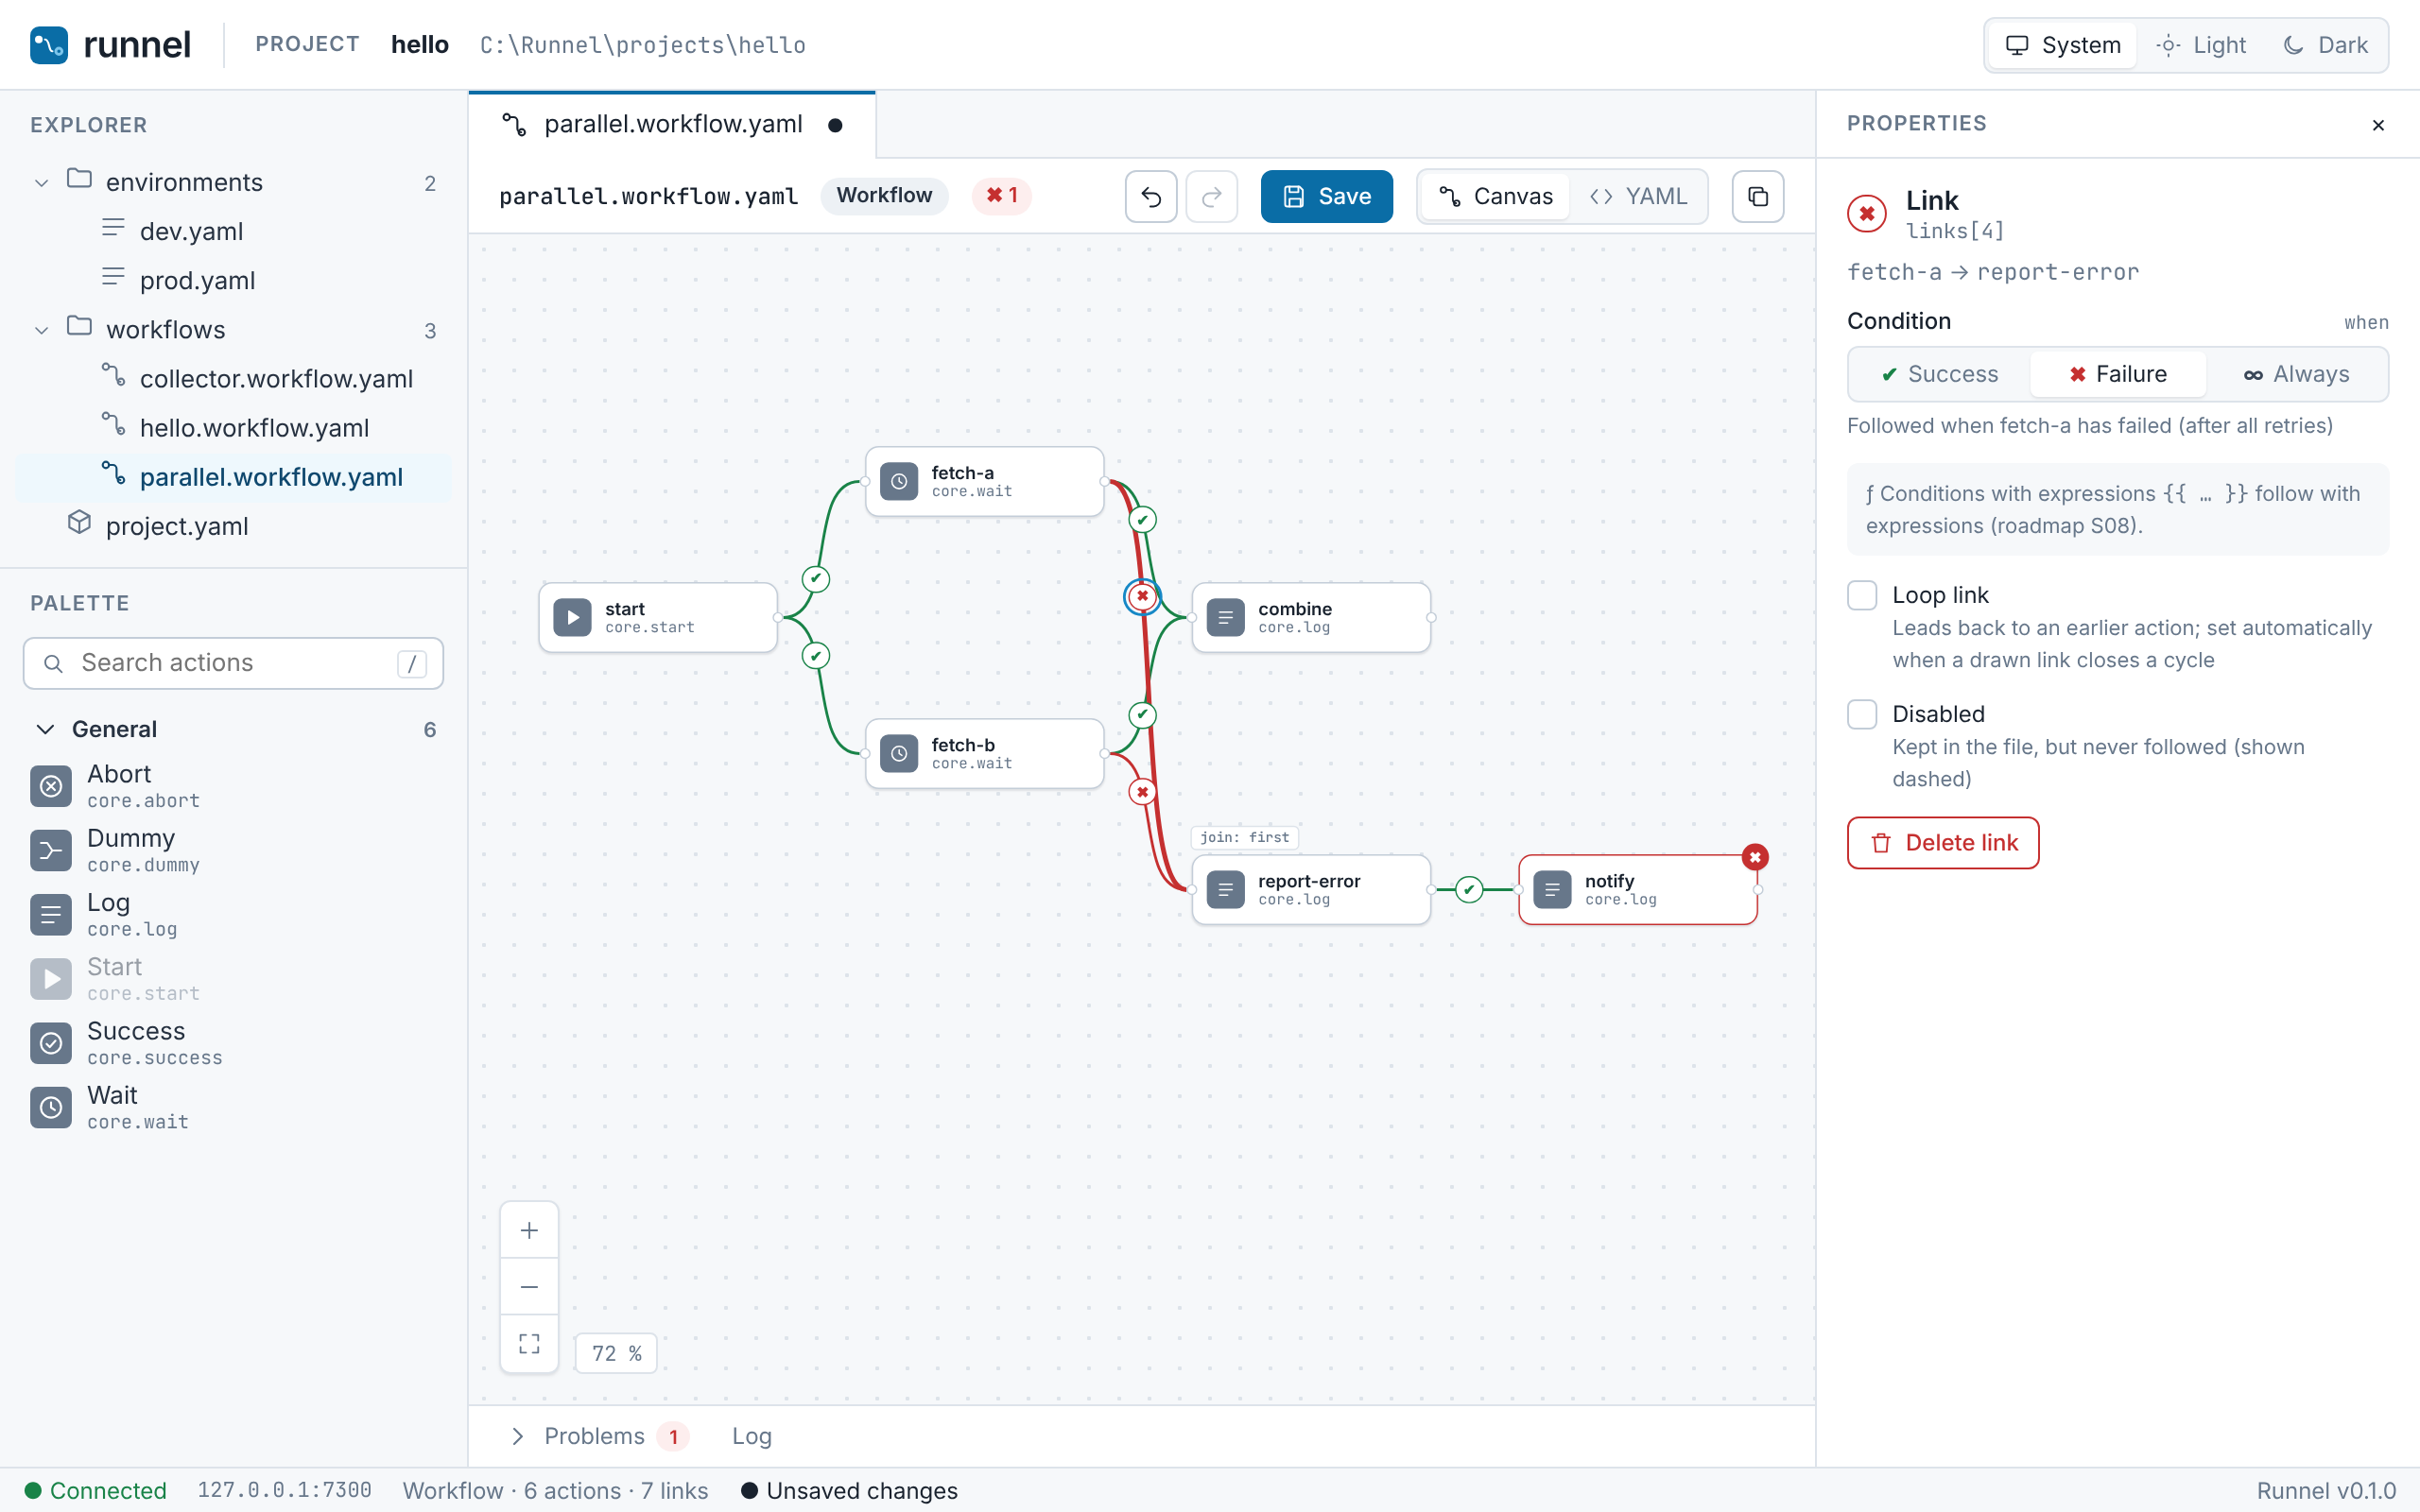 runnel
PROJECT hello C:\Runnel\projects\hello
System Light Dark
EXPLORER
environments 2
dev.yaml
prod.yaml
workflows 3
collector.workflow.yaml
hello.workflow.yaml
parallel.workflow.yaml
project.yaml
PALETTE
Search actions /
General 6
Abort
core.abort
Dummy
core.dummy
Log
core.log
Start
core.start
Success
core.success
Wait
core.wait
parallel.workflow.yaml
parallel.workflow.yaml Workflow 1
Save Canvas YAML
fetch-a
core.wait
start
core.start
combine
core.log
fetch-b
core.wait
join: first
report-error
core.log
notify
core.log
72 %
Problems 1 Log
PROPERTIES
Link
links[4]
fetch-a → report-error
Condition when
Success Failure Always
Followed when fetch-a has failed (after all retries)
ƒ Conditions with expressions {{ … }} follow with
expressions (roadmap S08).
Loop link
Leads back to an earlier action; set automatically
when a drawn link closes a cycle
Disabled
Kept in the file, but never followed (shown
dashed)
Delete link
Connected 127.0.0.1:7300 Workflow · 6 actions · 7 links Unsaved changes
Runnel v0.1.0